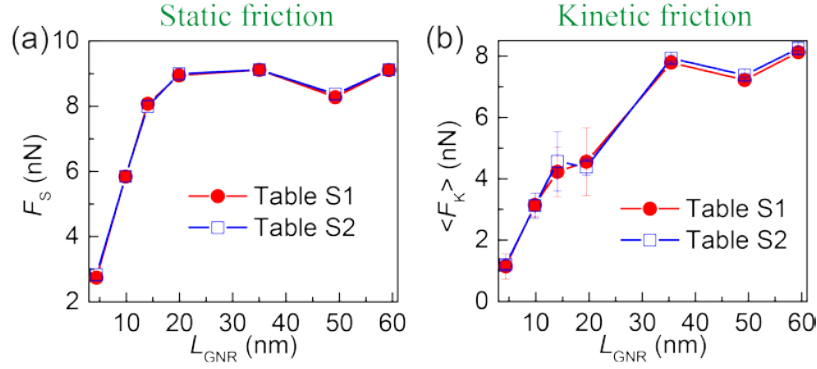 Static friction
Kinetic friction
(a)
10
8
6
4
2
F_S (nN)
Table S1
Table S2
10 20 30 40 50 60
L_GNR (nm)
(b)
8
6
4
2
0
<F_K> (nN)
Table S1
Table S2
10 20 30 40 50 60
L_GNR (nm)